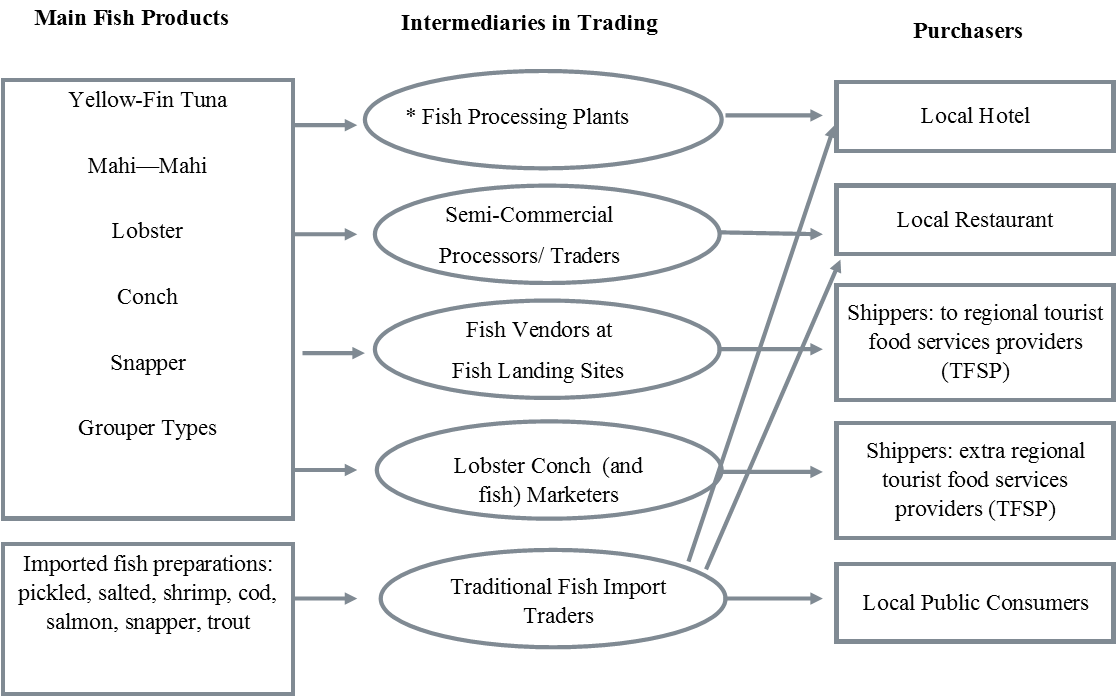 Main Fish Products
Intermediaries in Trading
Purchasers
Yellow-Fin Tuna
Mahi—Mahi
Lobster
Conch
Snapper
Grouper Types
Imported fish preparations:
pickled, salted, shrimp, cod,
salmon, snapper, trout
* Fish Processing Plants
Semi-Commercial
Processors/ Traders
Fish Vendors at
Fish Landing Sites
Lobster Conch (and
fish) Marketers
Traditional Fish Import
Traders
Local Hotel
Local Restaurant
Shippers: to regional tourist
food services providers
(TFSP)
Shippers: extra regional
tourist food services
providers (TFSP)
Local Public Consumers